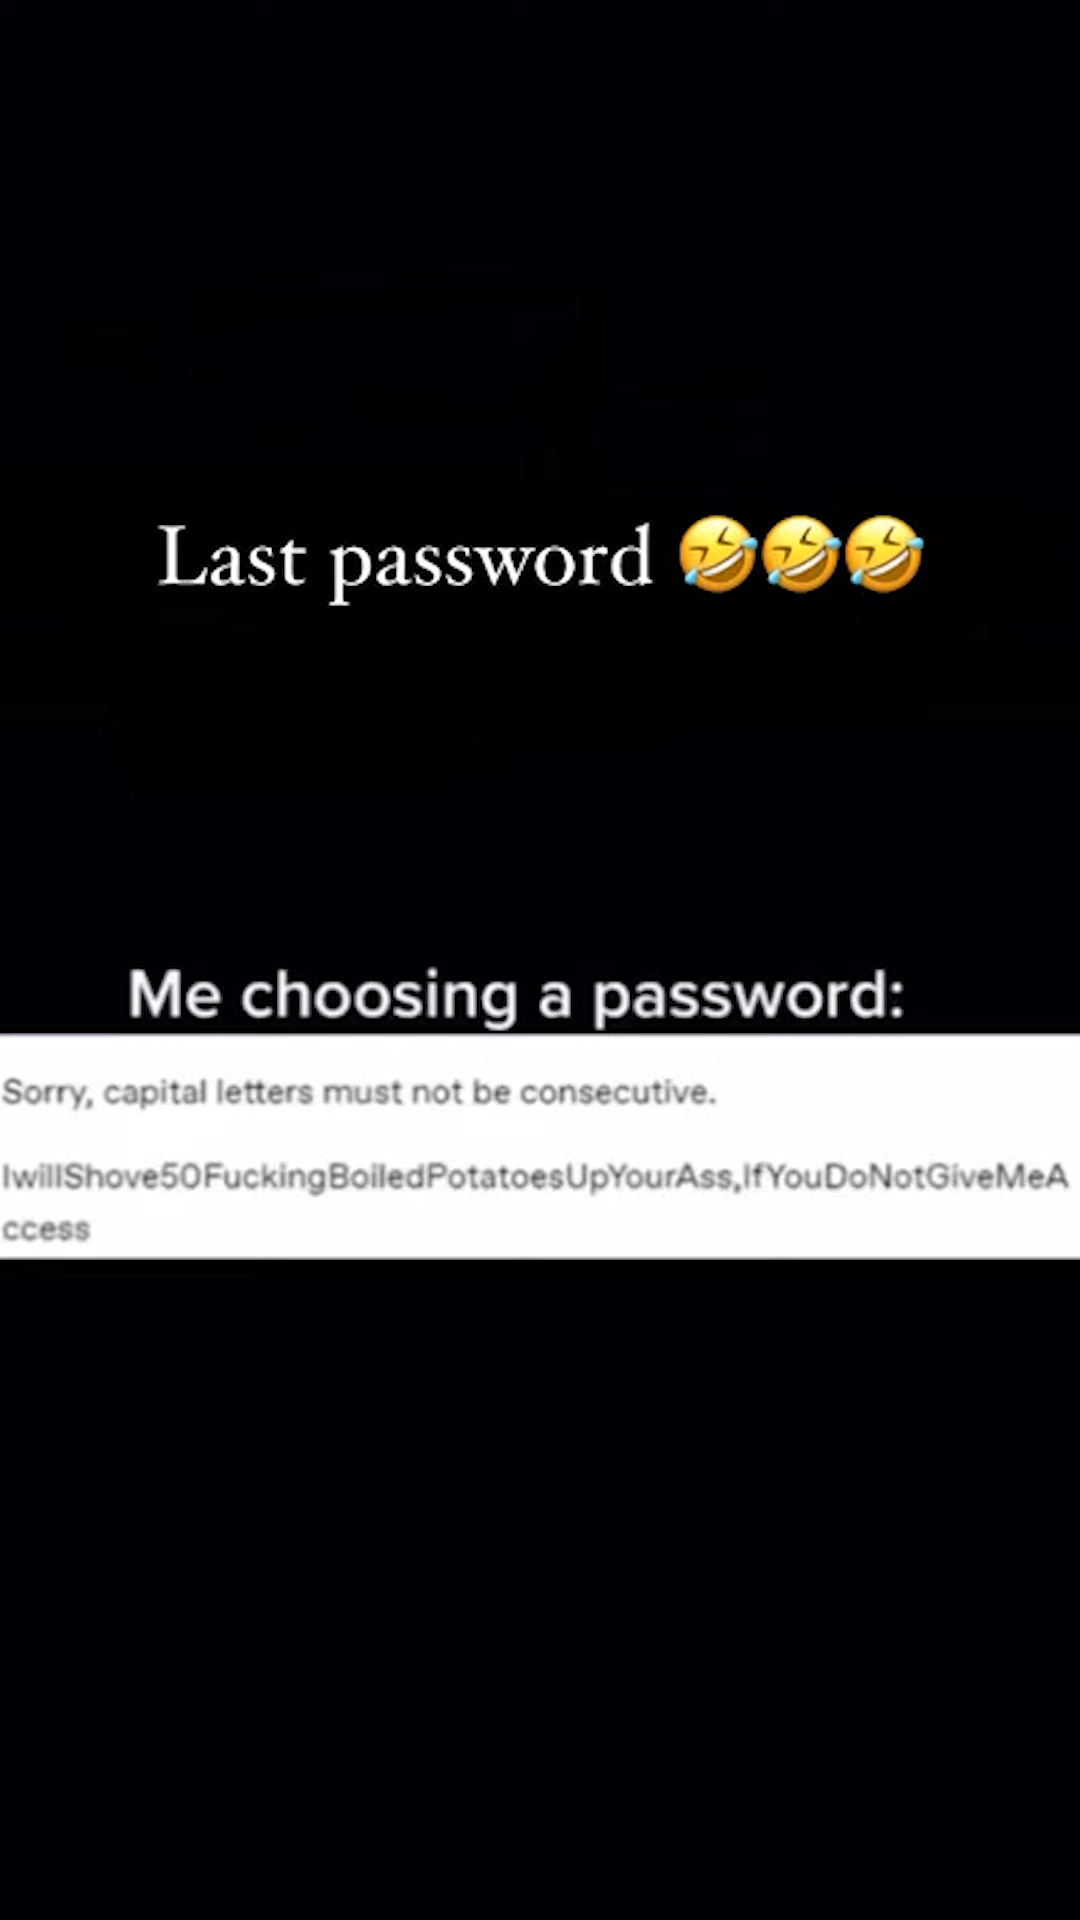 Last password 🤣🤣🤣
Me choosing a password:
Sorry, capital letters must not be consecutive.
IwillShove50FuckingBoiledPotatoesUpYourAss,IfYouDoNotGiveMeA
ccess